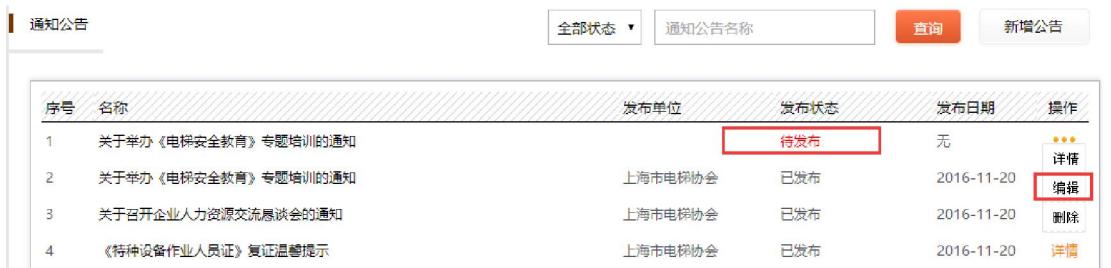 通知公告
全部状态 ▼ 通知公告名称 查询 新增公告
序号 名称 发布单位 发布状态 发布日期 操作
1 关于举办《电梯安全教育》专题培训的通知 待发布 无
详情
2 关于举办《电梯安全教育》专题培训的通知 上海市电梯协会 已发布 2016-11-20
编辑
3 关于召开企业人力资源交流恳谈会的通知 上海市电梯协会 已发布 2016-11-20
删除
4 《特种设备作业人员证》复证温馨提示 上海市电梯协会 已发布 2016-11-20 详情